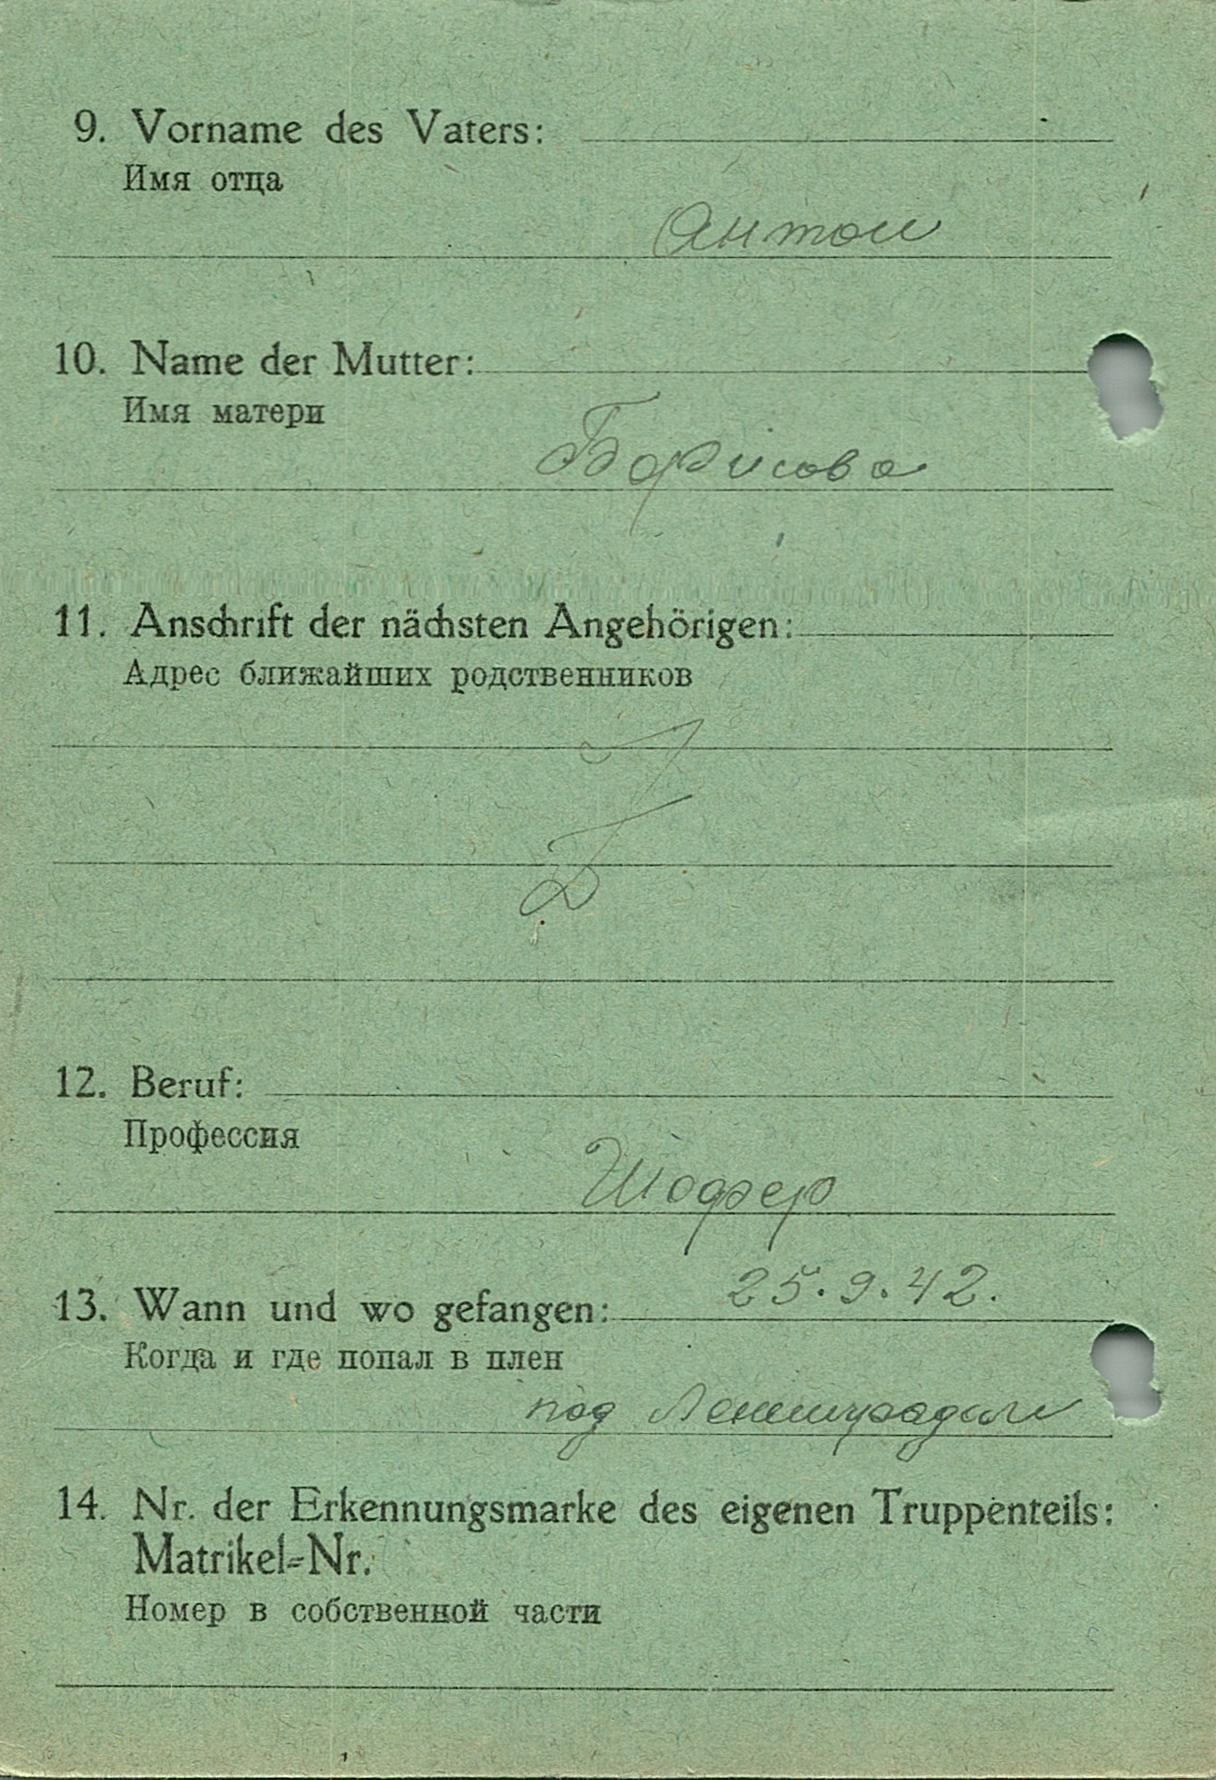 9. Vorname des Vaters:
Имя отца
Антон
10. Name der Mutter:
Имя матери
Борисова
11. Anschrift der nächsten Angehörigen:
Адрес ближайших родственников
12. Beruf:
Профессия
Шофер
25.9.42.
13. Wann und wo gefangen:
Когда и где попал в плен
под Ленинградом
14. Nr. der Erkennungsmarke des eigenen Truppenteils:
Matrikel-Nr.
Номер в собственной части